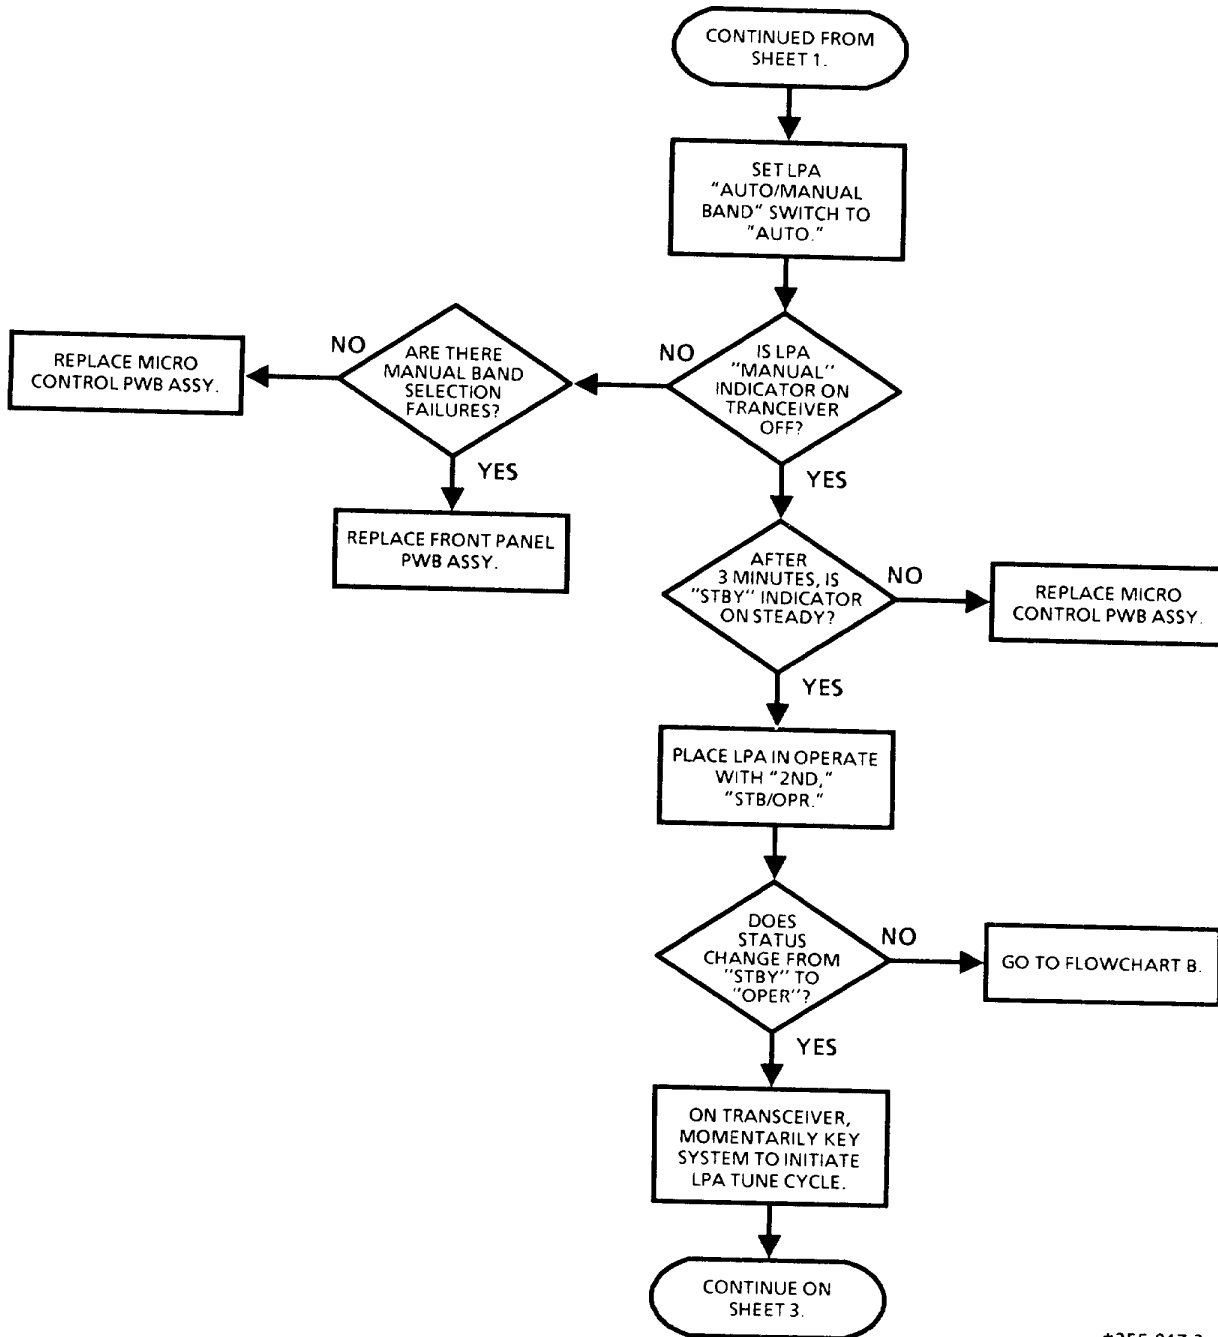 CONTINUED FROM
SHEET 1.
SET LPA
"AUTO/MANUAL
BAND" SWITCH TO
"AUTO."
IS LPA
"MANUAL"
INDICATOR ON
TRANCEIVER
OFF?
NO
ARE THERE
MANUAL BAND
SELECTION
FAILURES?
NO
REPLACE MICRO
CONTROL PWB ASSY.
YES
REPLACE FRONT PANEL
PWB ASSY.
YES
AFTER
3 MINUTES, IS
"STBY" INDICATOR
ON STEADY?
NO
REPLACE MICRO
CONTROL PWB ASSY.
YES
PLACE LPA IN OPERATE
WITH "2ND,"
"STB/OPR."
DOES
STATUS
CHANGE FROM
"STBY" TO
"OPER"?
NO
GO TO FLOWCHART B.
YES
ON TRANSCEIVER,
MOMENTARILY KEY
SYSTEM TO INITIATE
LPA TUNE CYCLE.
CONTINUE ON
SHEET 3.